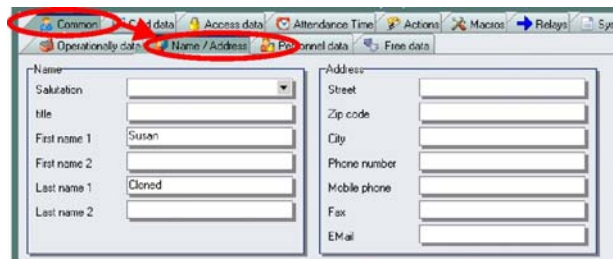 Common Card data Access data Attendance Time Actions Macros Relays Sys
Operationally data Name / Address Personnel data Free data
Name
Salutation
title
First name 1 Susan
First name 2
Last name 1 Cloned
Last name 2
Address
Street
Zip code
City
Phone number
Mobile phone
Fax
EMail